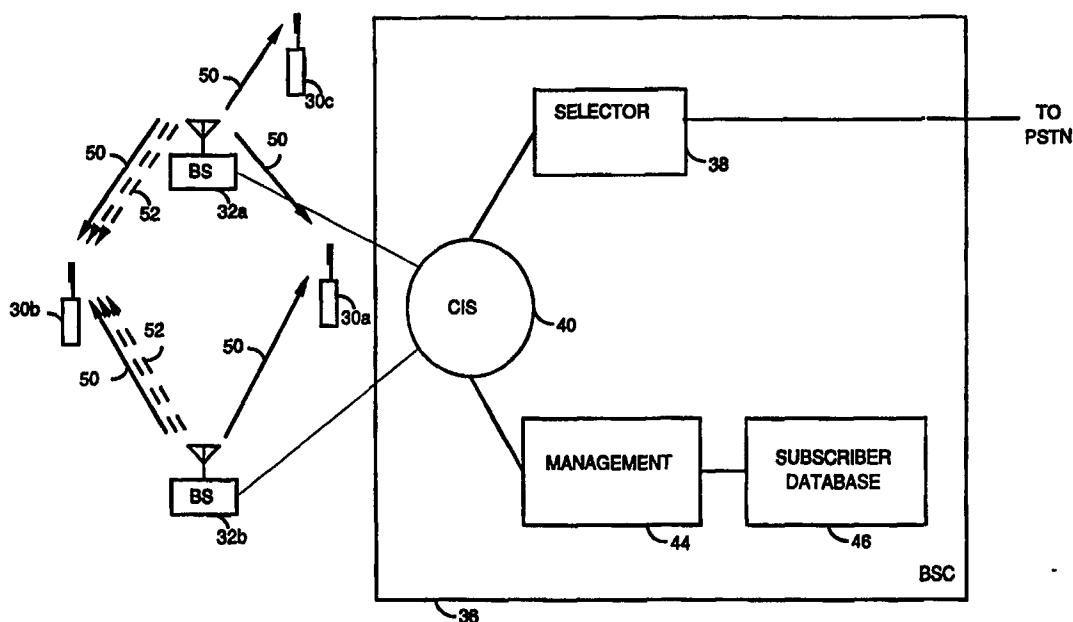 50
30c
SELECTOR
TO
PSTN
38
50
BS
50
52
32a
30b
30a
CIS
40
52
50
50
MANAGEMENT
SUBSCRIBER
DATABASE
BS
32b
44
46
BSC
36